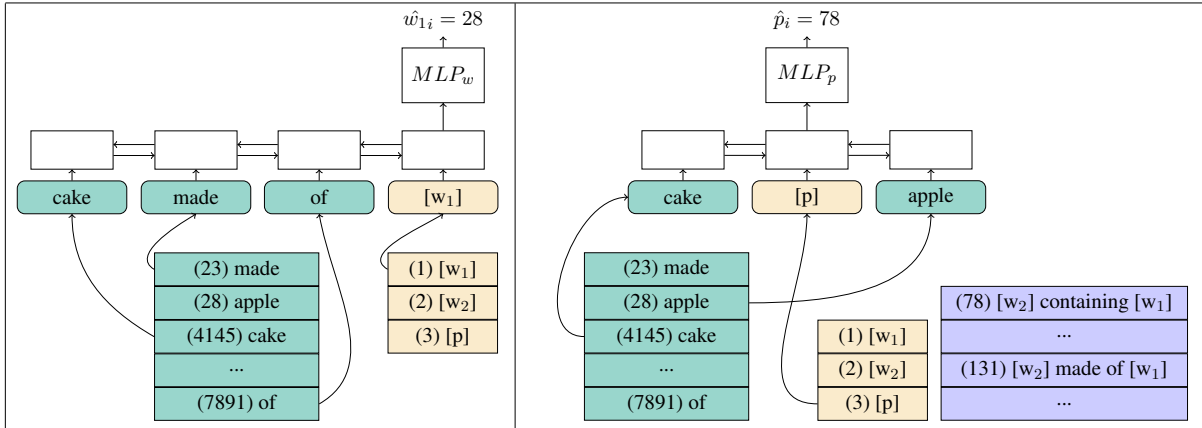 ŵ₁ᵢ = 28
MLP_w
cake
made
of
[w₁]
(23) made
(28) apple
(4145) cake
...
(7891) of
(1) [w₁]
(2) [w₂]
(3) [p]
p̂ᵢ = 78
MLP_p
cake
[p]
apple
(23) made
(28) apple
(4145) cake
...
(7891) of
(1) [w₁]
(2) [w₂]
(3) [p]
(78) [w₂] containing [w₁]
...
(131) [w₂] made of [w₁]
...